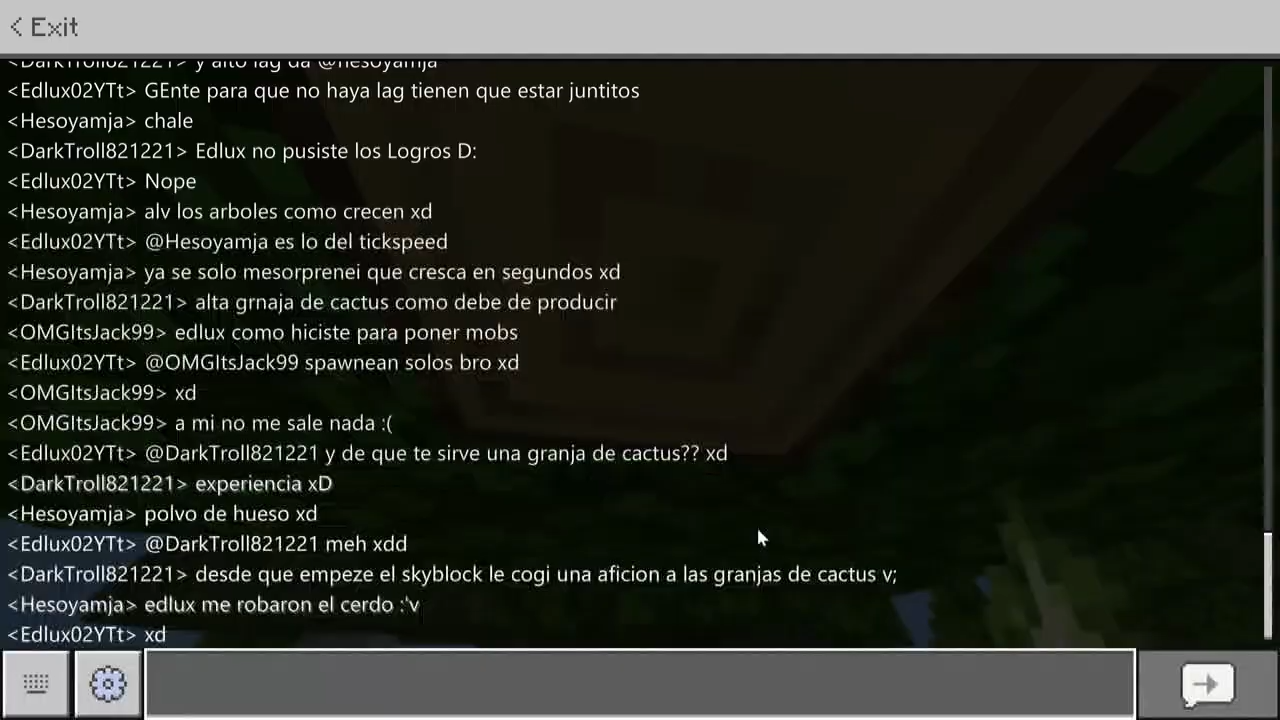 < Exit
<DarkTroll821221> y alto lag da @hesoyamja
<Edlux02YTt> GEnte para que no haya lag tienen que estar juntitos
<Hesoyamja> chale
<DarkTroll821221> Edlux no pusiste los Logros D:
<Edlux02YTt> Nope
<Hesoyamja> alv los arboles como crecen xd
<Edlux02YTt> @Hesoyamja es lo del tickspeed
<Hesoyamja> ya se solo mesorprenei que cresca en segundos xd
<DarkTroll821221> alta grnaja de cactus como debe de producir
<OMGItsJack99> edlux como hiciste para poner mobs
<Edlux02YTt> @OMGItsJack99 spawnean solos bro xd
<OMGItsJack99> xd
<OMGItsJack99> a mi no me sale nada :(
<Edlux02YTt> @DarkTroll821221 y de que te sirve una granja de cactus?? xd
<DarkTroll821221> experiencia xD
<Hesoyamja> polvo de hueso xd
<Edlux02YTt> @DarkTroll821221 meh xdd
<DarkTroll821221> desde que empeze el skyblock le cogi una aficion a las granjas de cactus v;
<Hesoyamja> edlux me robaron el cerdo :'v
<Edlux02YTt> xd